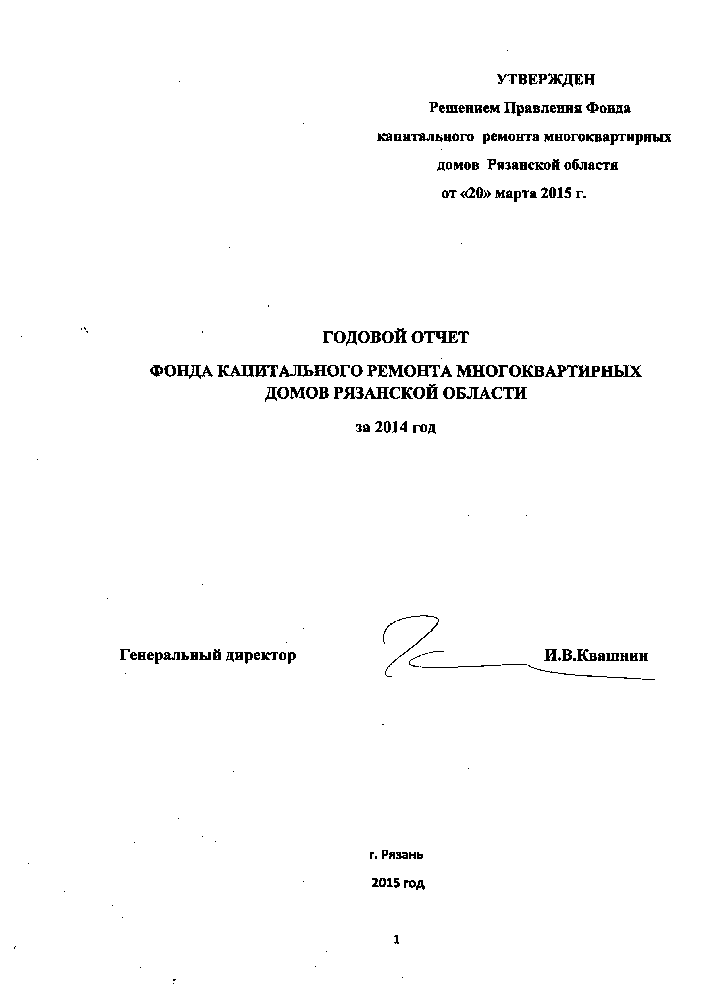 УТВЕРЖДЕН
Решением Правления Фонда
капитального ремонта многоквартирных
домов Рязанской области
от «20» марта 2015 г.
ГОДОВОЙ ОТЧЕТ
ФОНДА КАПИТАЛЬНОГО РЕМОНТА МНОГОКВАРТИРНЫХ
ДОМОВ РЯЗАНСКОЙ ОБЛАСТИ
за 2014 год
Генеральный директор И.В.Квашнин
г. Рязань
2015 год
1